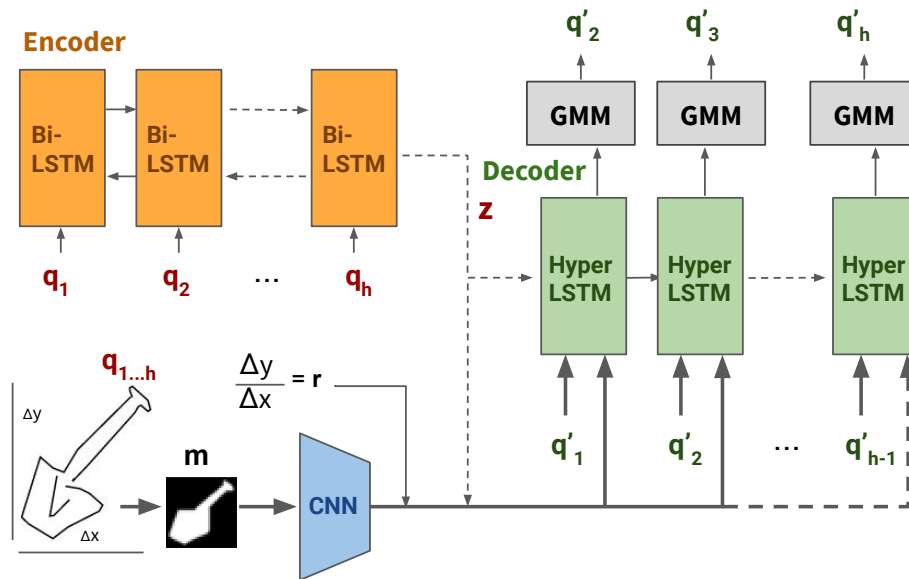 Encoder
Bi-
LSTM
Bi-
LSTM
Bi-
LSTM
q1
q2
...
qh
q'2
q'3
q'h
GMM
GMM
GMM
Decoder
z
Hyper
LSTM
Hyper
LSTM
Hyper
LSTM
q'1
q'2
...
q'h-1
q1...h
Δy
Δx
m
Δy
Δx
= r
CNN